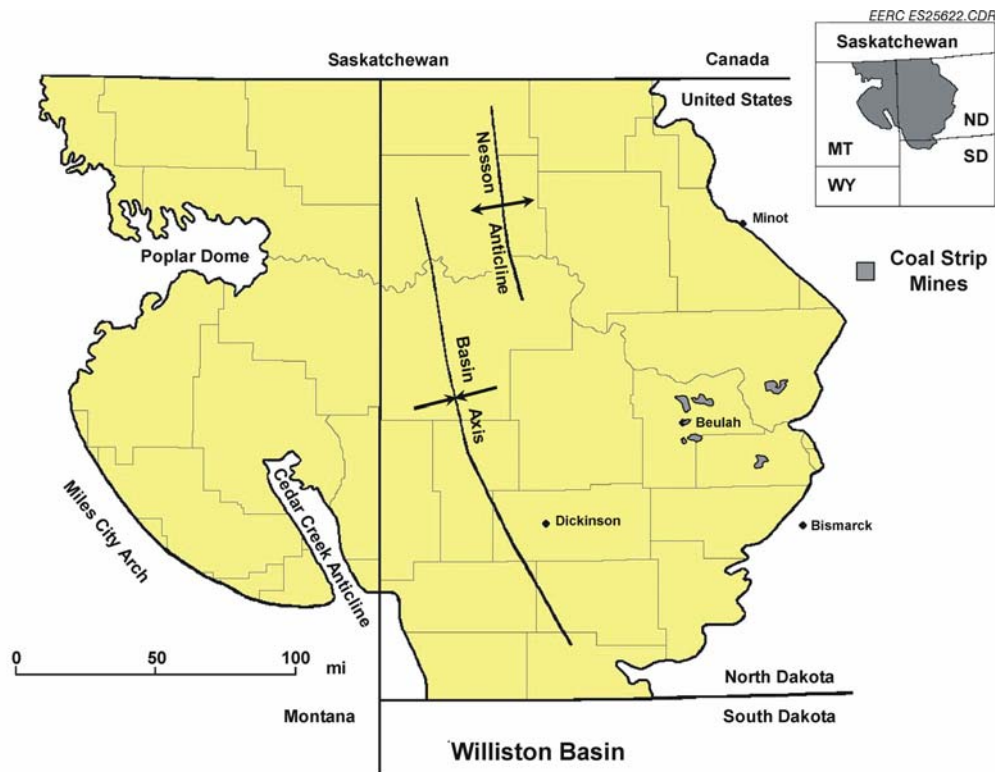 EERC ES25622.CDR
Saskatchewan
Canada
United States
Saskatchewan
ND
MT
SD
WY
Nesson
Anticline
Minot
Poplar Dome
Coal Strip
Mines
Basin
Axis
Beulah
Miles City Arch
Cedar Creek Anticline
Dickinson
Bismarck
0 50 100
mi
North Dakota
Montana
South Dakota
Williston Basin